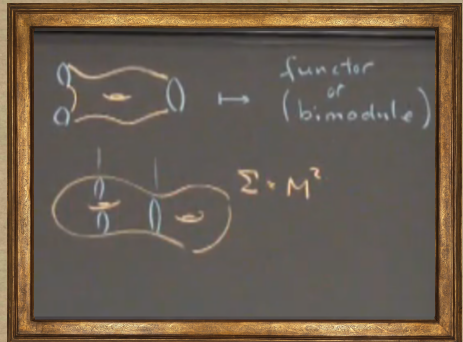 ↦ functor
or
(bimodule)
Σ × M²